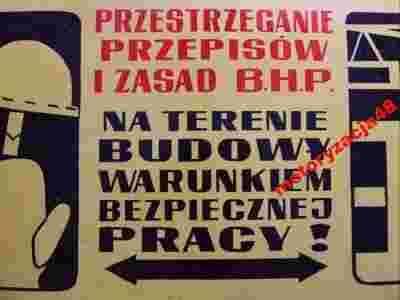 PRZESTRZEGANIE
PRZEPISÓW
I ZASAD B.H.P.
NA TERENIE
BUDOWY
WARUNKIEM
BEZPIECZNEJ
PRACY!
motoryzacja48